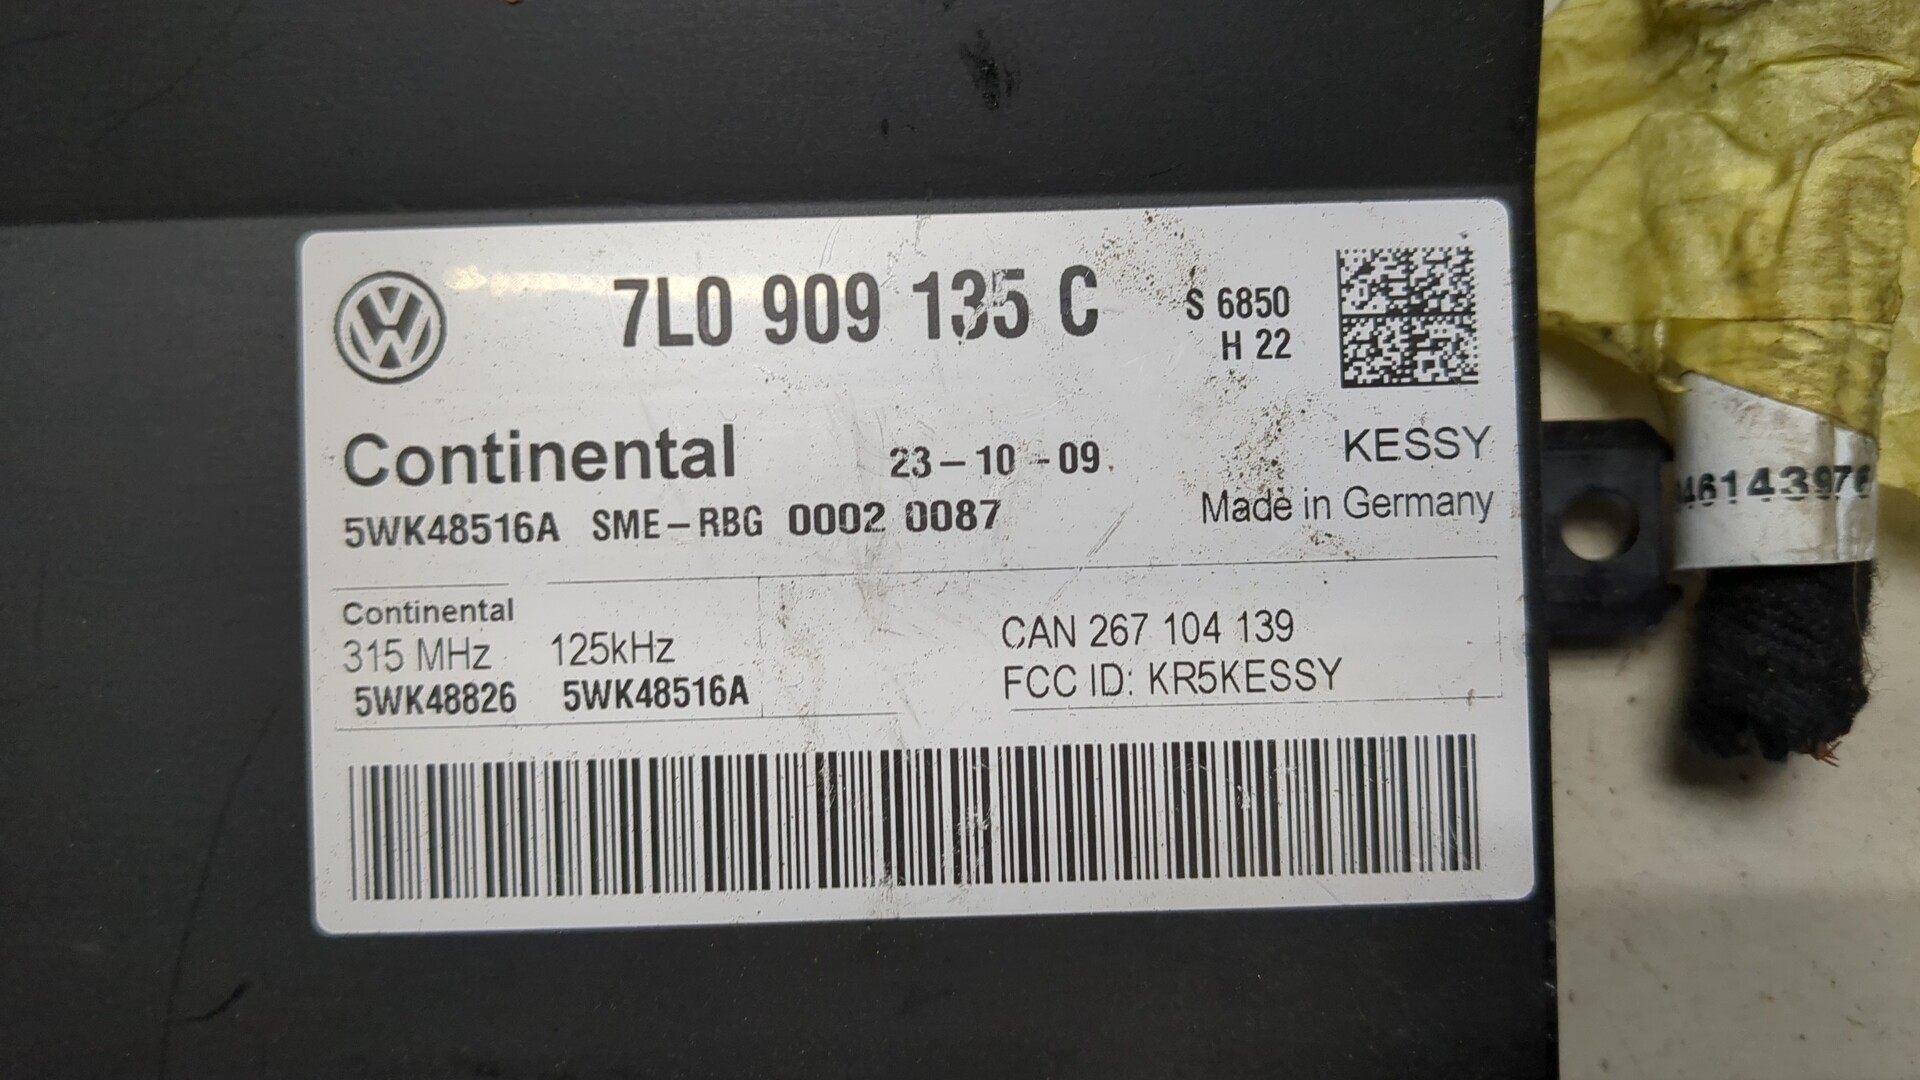 7L0 909 135 C
S 6850
H 22
Continental
23-10-09.
KESSY
5WK48516A SME-RBG 0002 0087
Made in Germany
Continental
315 MHz 125kHz
5WK48826 5WK48516A
CAN 267 104 139
FCC ID: KR5KESSY